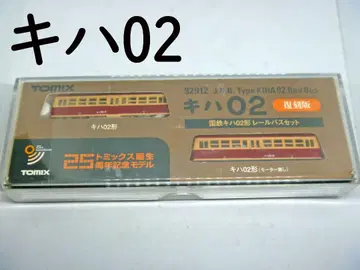 キハ02
TOMIX
92912 J.N.R. Type KIHA 02 Rail Bus
キハ02 復刻版
国鉄キハ02形 レールバスセット
キハ02形
25 トミックス誕生
周年記念モデル
TOMIX
キハ02形(モーター無し)